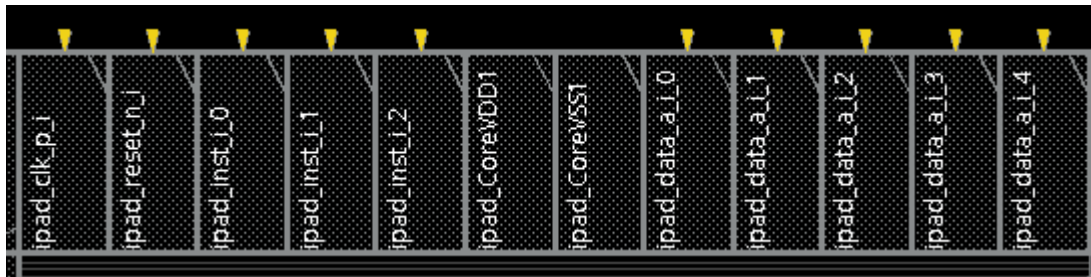 ipad_clk_p_i
ipad_reset_n_i
ipad_inst_i_0
ipad_inst_i_1
ipad_inst_i_2
ipad_CoreVDD1
ipad_CoreVSS1
ipad_data_a_i_0
ipad_data_a_i_1
ipad_data_a_i_2
ipad_data_a_i_3
ipad_data_a_i_4